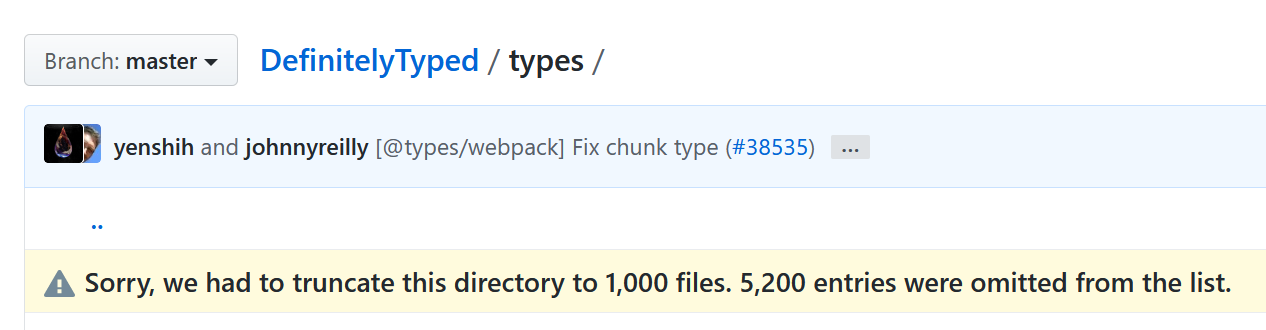 Branch: master
DefinitelyTyped / types /
yenshih and johnnyreilly [@types/webpack] Fix chunk type (#38535) ...
..
Sorry, we had to truncate this directory to 1,000 files. 5,200 entries were omitted from the list.